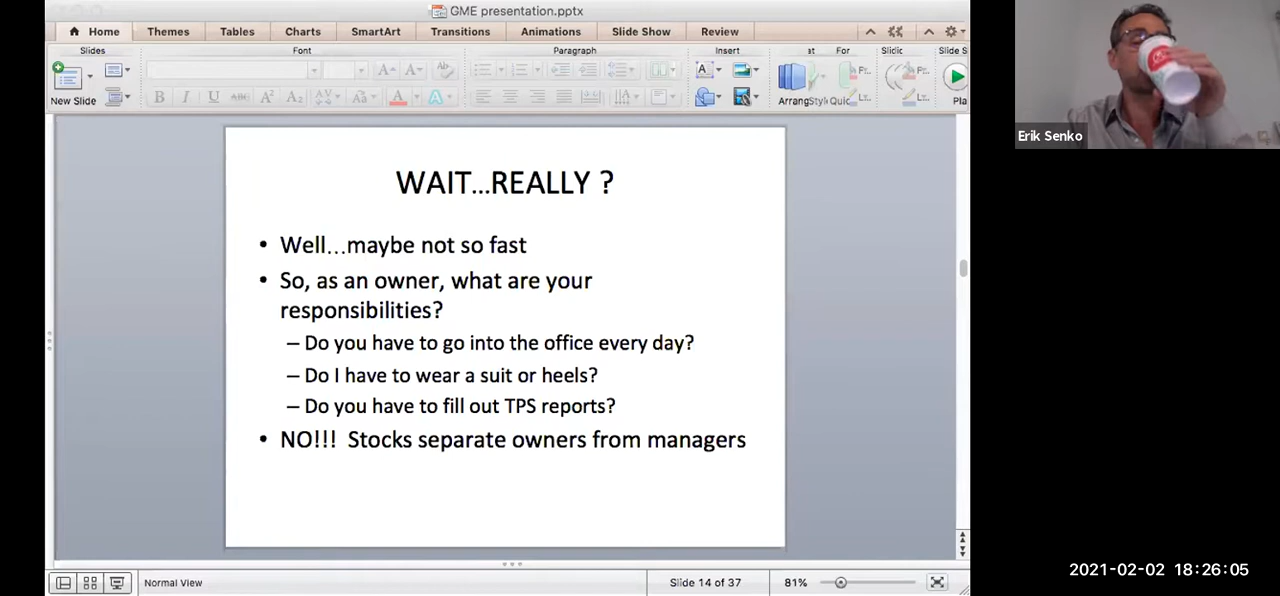 GME presentation.pptx
Home Themes Tables Charts SmartArt Transitions Animations Slide Show Review
Slides Font Paragraph Insert
New Slide
81%
WAIT...REALLY ?
• Well...maybe not so fast
• So, as an owner, what are your
responsibilities?
– Do you have to go into the office every day?
– Do I have to wear a suit or heels?
– Do you have to fill out TPS reports?
• NO!!! Stocks separate owners from managers
Normal View
Slide 14 of 37
Erik Senko
2021-02-02 18:26:05